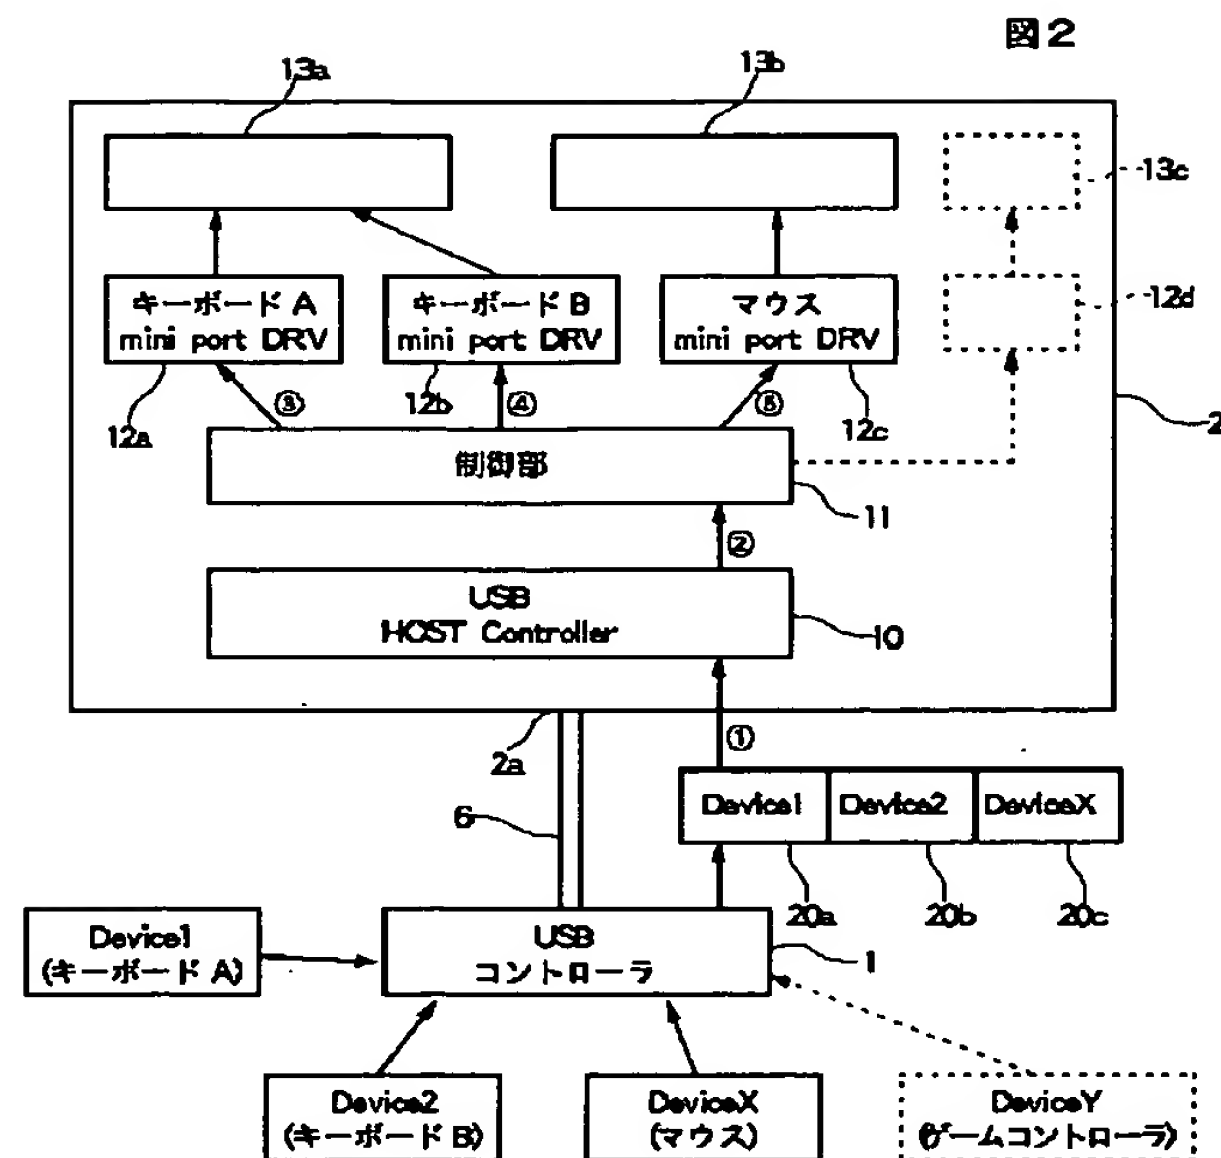 図2
13a
13b
13c
キーボード A
mini port DRV
キーボード B
mini port DRV
マウス
mini port DRV
12d
12a
③
12b
④
⑤
12c
2
制御部
11
②
USB
HOST Controller
10
2a
①
6
Device1
Device2
DeviceX
20a
20b
20c
Device1
(キーボード A)
USB
コントローラ
1
Device2
(キーボード B)
DeviceX
(マウス)
DeviceY
(ゲームコントローラ)